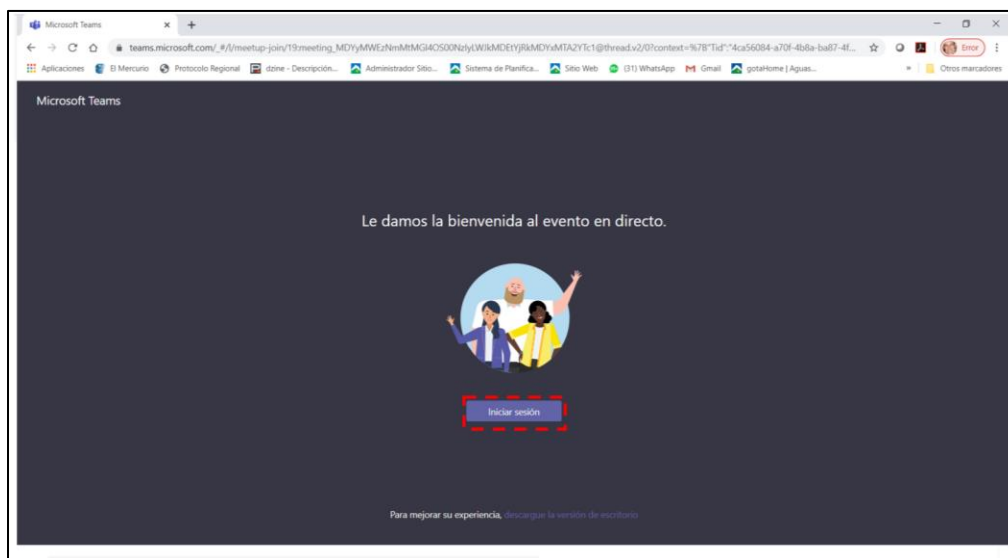 Microsoft Teams
teams.microsoft.com/_#/l/meetup-join/19:meeting_MDYyMWEzNmMtMGI4OS00NzIyLWJkMDEtYjRkMDYxMTA2YTc1@thread.v2/0?context=%7B"Tid":"4ca56084-a70f-4b8a-ba87-4f... Error
Aplicaciones El Mercurio Protocolo Regional dzine - Descripción... Administrador Sitio... Sistema de Planifica... Sitio Web (31) WhatsApp Gmail gotaHome | Aguas... » Otros marcadores
Microsoft Teams
Le damos la bienvenida al evento en directo.
Iniciar sesión
Para mejorar su experiencia, descargue la versión de escritorio